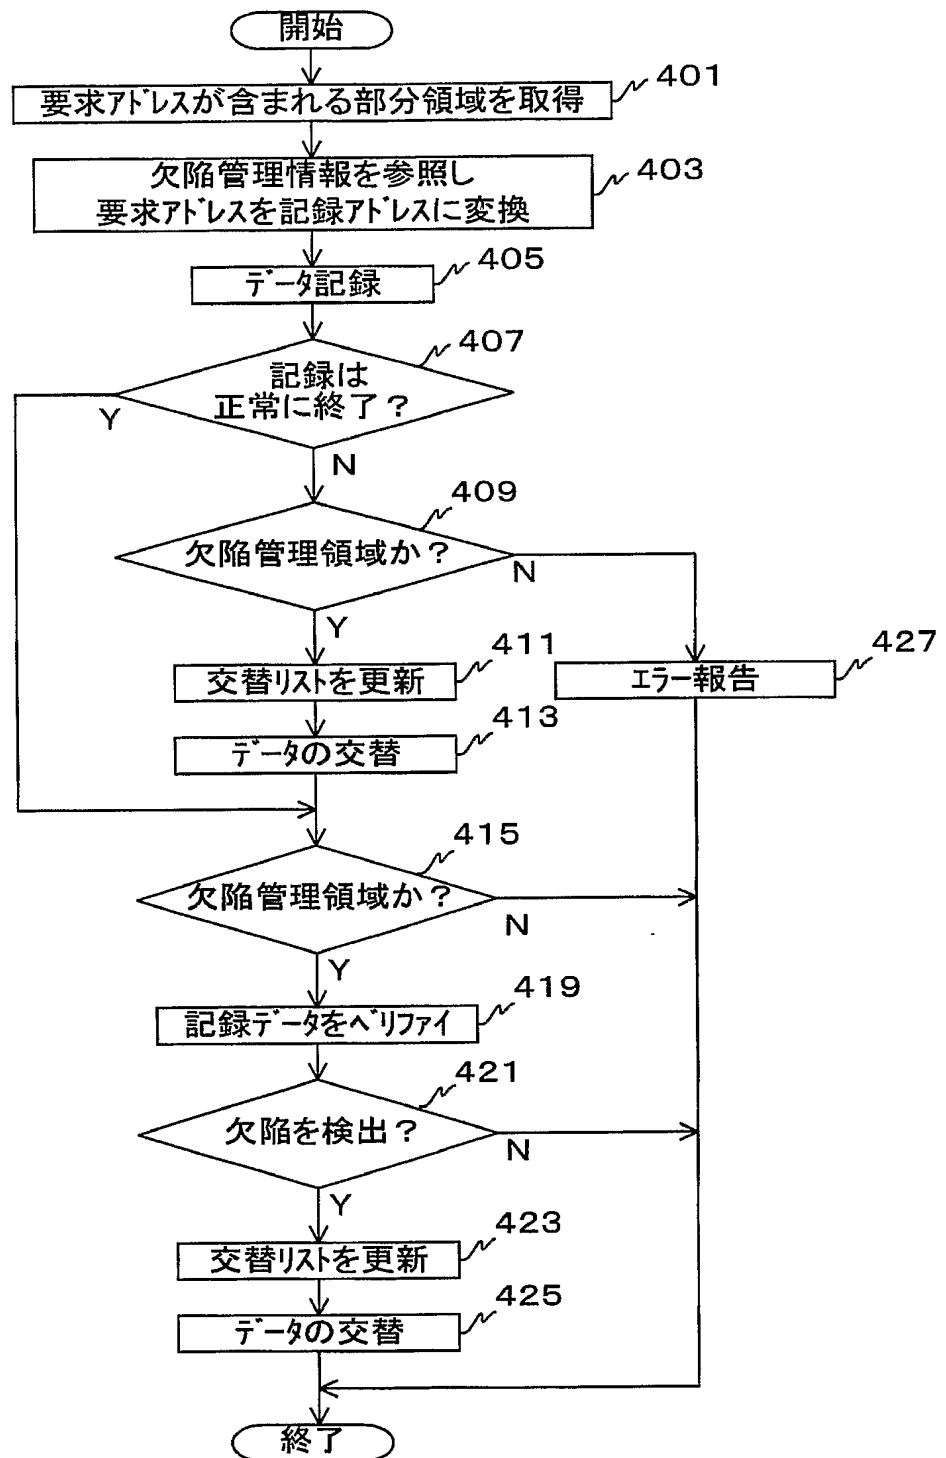 開始
要求アドレスが含まれる部分領域を取得
401
欠陥管理情報を参照し
要求アドレスを記録アドレスに変換
403
データ記録
405
407
記録は
正常に終了？
Y
N
409
欠陥管理領域か？
N
Y
交替リストを更新
411
エラー報告
427
データの交替
413
415
欠陥管理領域か？
N
Y
記録データをベリファイ
419
421
欠陥を検出？
N
Y
交替リストを更新
423
データの交替
425
終了